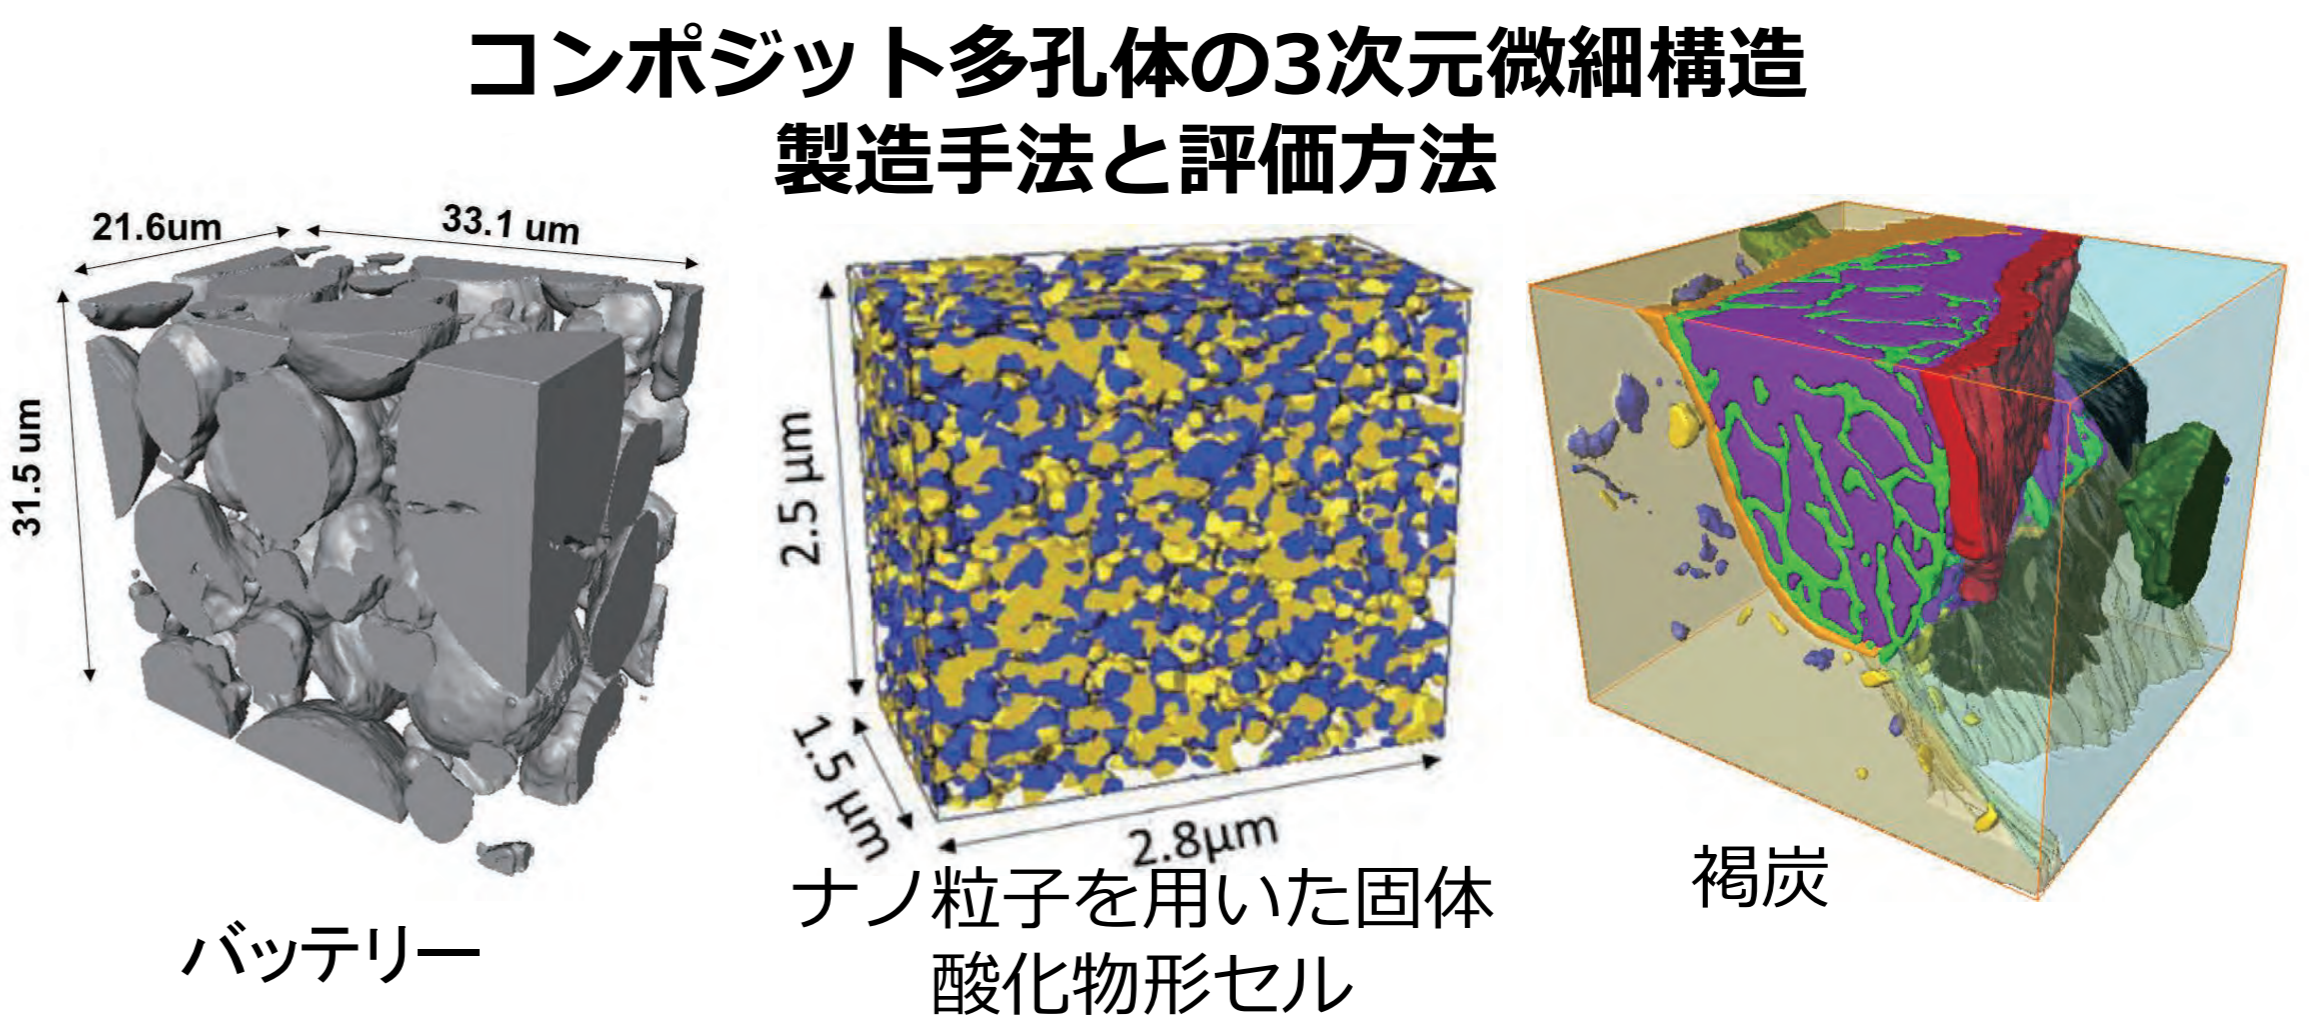 コンポジット多孔体の3次元微細構造
製造手法と評価方法
21.6um
33.1 um
31.5 um
バッテリー
2.5 μm
1.5 μm
2.8μm
ナノ粒子を用いた固体
酸化物形セル
褐炭